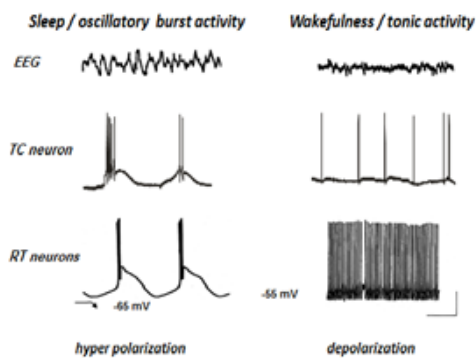 Sleep / oscillatory burst activity
Wakefulness / tonic activity
EEG
TC neuron
RT neurons
-65 mV
-55 mV
hyper polarization
depolarization